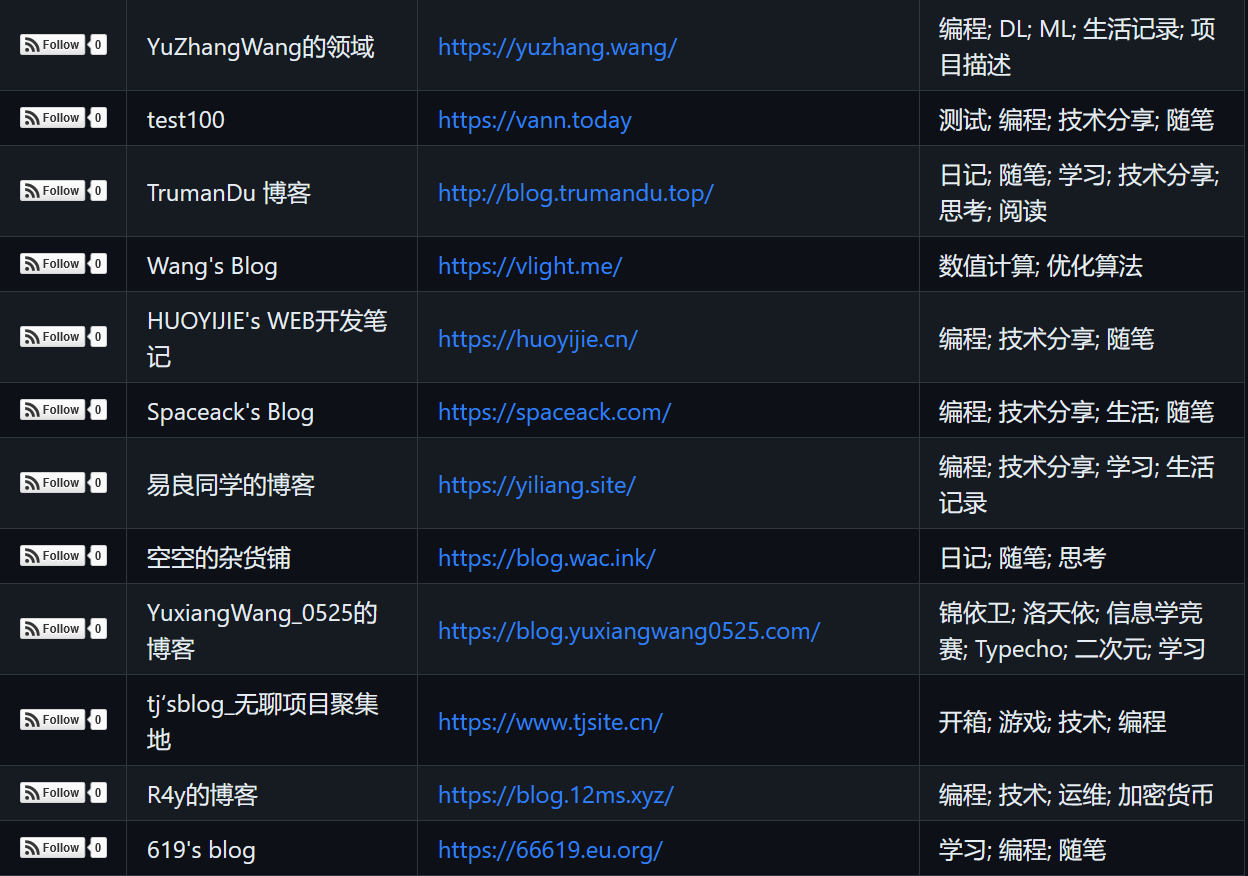 Follow 0 YuZhangWang的领域 https://yuzhang.wang/ 编程; DL; ML; 生活记录; 项
目描述
Follow 0 test100 https://vann.today 测试; 编程; 技术分享; 随笔
Follow 0 TrumanDu 博客 http://blog.trumandu.top/ 日记; 随笔; 学习; 技术分享;
思考; 阅读
Follow 0 Wang's Blog https://vlight.me/ 数值计算; 优化算法
Follow 0 HUOYIJIE's WEB开发笔
记 https://huoyijie.cn/ 编程; 技术分享; 随笔
Follow 0 Spaceack's Blog https://spaceack.com/ 编程; 技术分享; 生活; 随笔
Follow 0 易良同学的博客 https://yiliang.site/ 编程; 技术分享; 学习; 生活
记录
Follow 0 空空的杂货铺 https://blog.wac.ink/ 日记; 随笔; 思考
Follow 0 YuxiangWang_0525的
博客 https://blog.yuxiangwang0525.com/ 锦依卫; 洛天依; 信息学竞
赛; Typecho; 二次元; 学习
Follow 0 tj‘sblog_无聊项目聚集
地 https://www.tjsite.cn/ 开箱; 游戏; 技术; 编程
Follow 0 R4y的博客 https://blog.12ms.xyz/ 编程; 技术; 运维; 加密货币
Follow 0 619's blog https://66619.eu.org/ 学习; 编程; 随笔